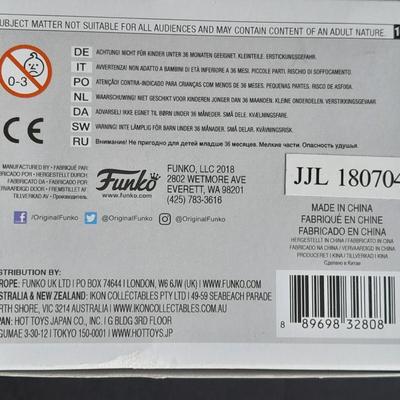 SUBJECT MATTER NOT SUITABLE FOR ALL AUDIENCES AND MAY CONTAIN CONTENT OF AN ADULT NATURE.
0-3
DE ACHTUNG! NICHT FÜR KINDER UNTER 36 MONATEN GEEIGNET. KLEINTEILE. ERSTICKUNGSGEFAHR.
IT AVVERTENZA! NON ADATTO A BAMBINI DI ETÀ INFERIORE A 36 MESI. PICCOLE PARTI. RISCHIO DI SOFFOCAMENTO.
PO ATENÇÃO! CONTRA-INDICADO PARA CRIANÇAS COM MENOS DE 36 MESES. PEQUENAS PARTES. RISCO DE ASFIXIA.
NL WAARSCHUWING! NIET GESCHIKT VOOR KINDEREN JONGER DAN 36 MAANDEN. KLEINE ONDERDELEN. VERSTIKKINGSGEVAAR
DA ADVARSEL! IKKE EGNET TIL BØRN UNDER 36 MÅNEDER. SMÅ DELE. KVÆLNINGSFARE.
SW VARNING! INTE LÄMPLIG FÖR BARN UNDER 36 MÅNADER. SMÅ DELAR. KVÄVNINGSRISK.
RU Внимание! Не пригодно для детей младше 36 месяцев. Мелкие части. Опасность удушья.
CE
MANUFACTURED BY • FABRIQUÉ PAR
FABRICADO POR • HERGESTELLT DURCH
FABRICADO DA • FABRICADO POR
VERVAARDIGD DOOR • FREMSTILLET AF
TILLVERKAD AV •
Funko
FUNKO, LLC 2018
2802 WETMORE AVE
EVERETT, WA 98201
(425) 783-3616
/OriginalFunko @OriginalFunko @OriginalFunko
JJL 180704
MADE IN CHINA
FABRIQUÉ EN CHINE
FABRICADO EN CHINA
HERGESTELLT IN CHINA | FABBRICATO IN CINA
FABRICADO NA CHINA | VERVAARDIGD IN CHINA
PRODUCERET I KINA | TILLVERKAD I KINA
Сделано в Китае
DISTRIBUTION BY:
EUROPE: FUNKO UK LTD | PO BOX 74644 | LONDON, W6 6JW (UK) | WWW.FUNKO.COM
AUSTRALIA & NEW ZEALAND: IKON COLLECTABLES PTY LTD | 49-59 SEABEACH PARADE
NORTH SHORE, VIC 3214 AUSTRALIA | WWW.IKONCOLLECTABLES.COM
JAPAN: HOT TOYS JAPAN CO., INC. | G BLDG 3RD FLOOR
JINGUMAE 3-30-12 | TOKYO 150-0001 | WWW.HOTTOYS.JP
8 89698 32808